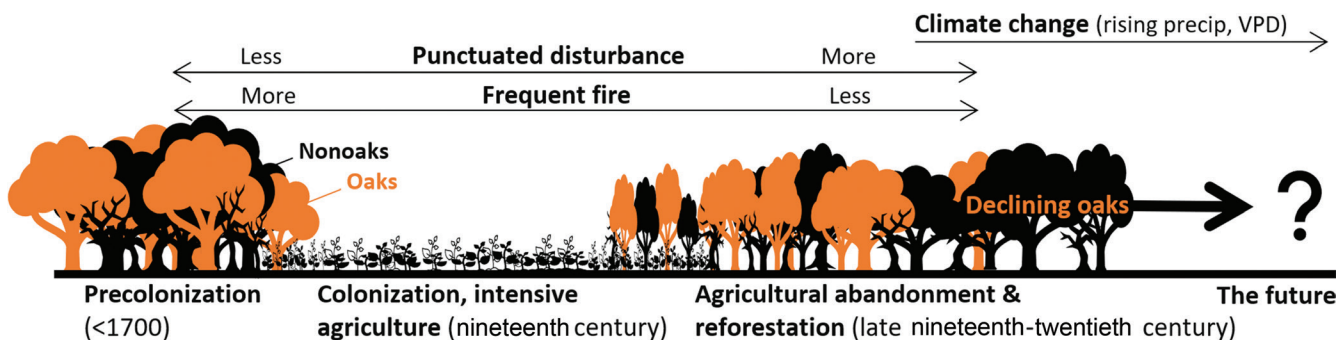 Climate change (rising precip, VPD)
Less Punctuated disturbance More
More Frequent fire Less
Nonoaks
Oaks
Declining oaks
?
Precolonization
(<1700)
Colonization, intensive
agriculture (nineteenth century)
Agricultural abandonment &
reforestation (late nineteenth-twentieth century)
The future